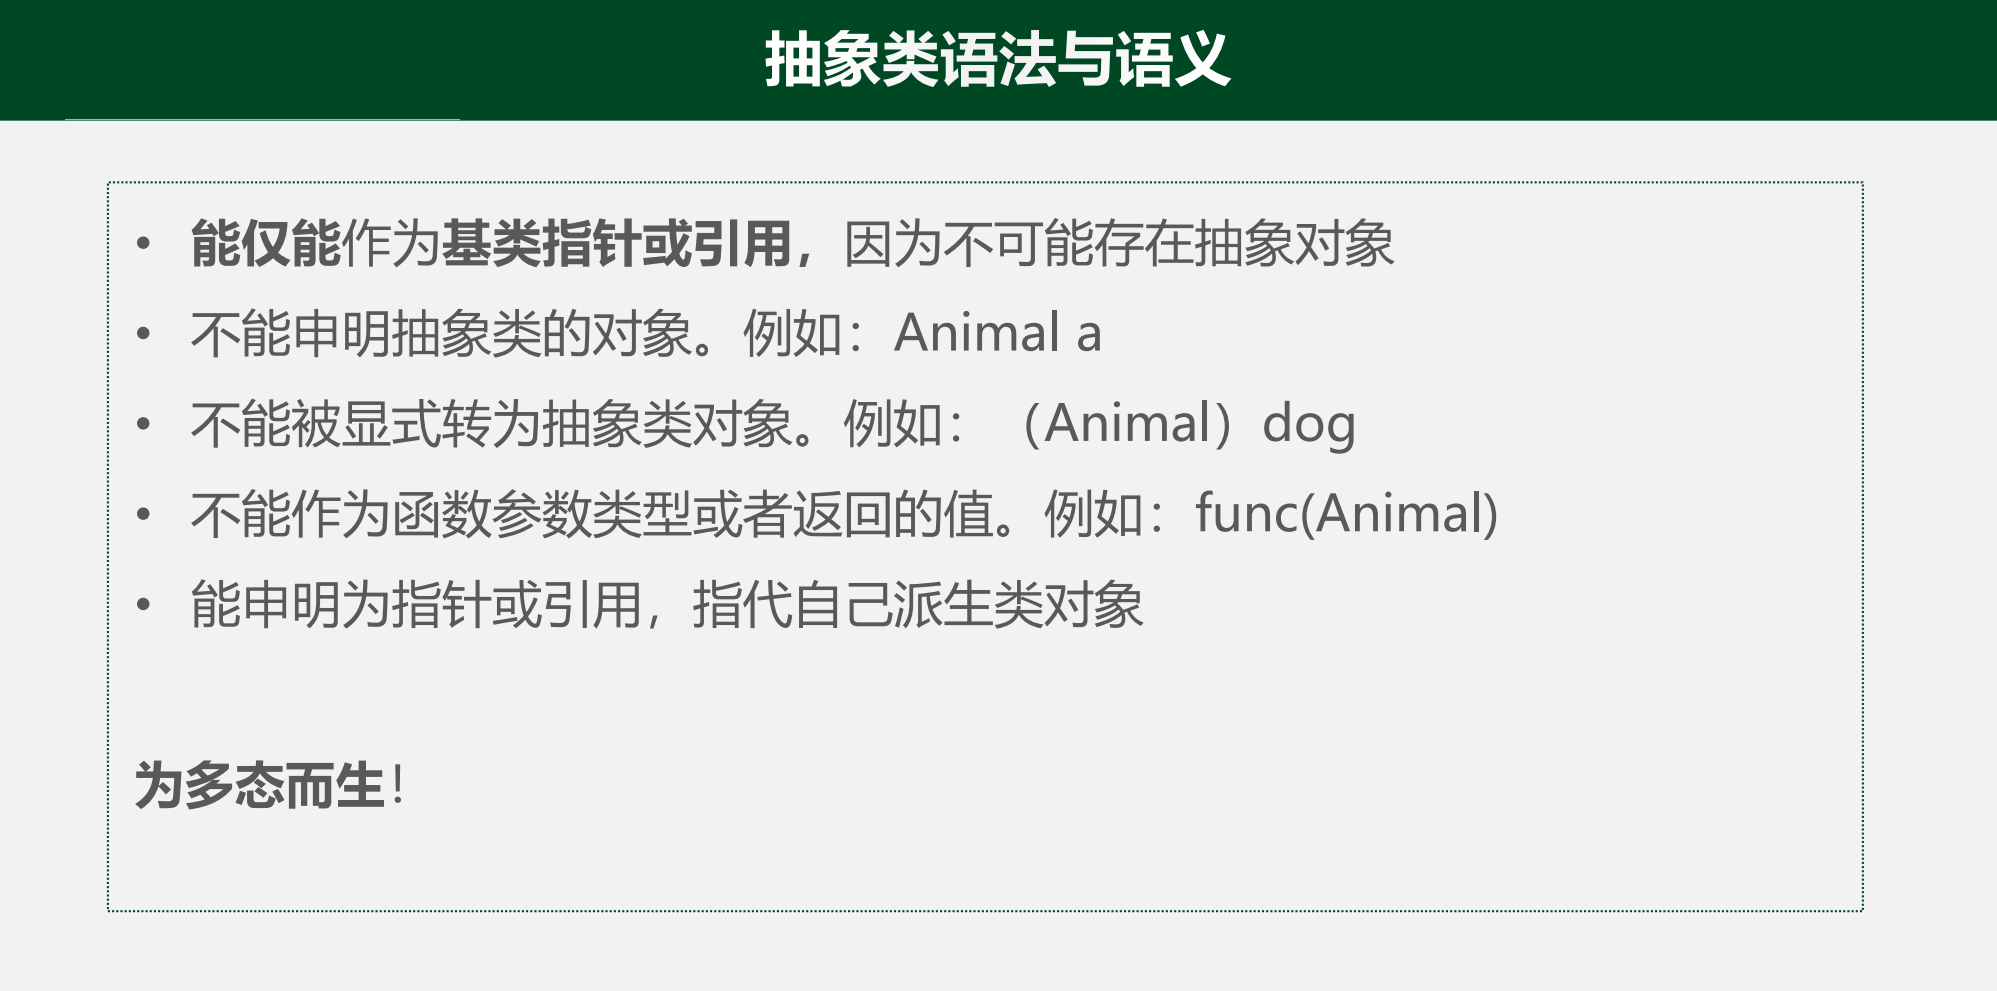 抽象类语法与语义
• 能仅能作为基类指针或引用，因为不可能存在抽象对象
• 不能申明抽象类的对象。例如：Animal a
• 不能被显式转为抽象类对象。例如：（Animal）dog
• 不能作为函数参数类型或者返回的值。例如：func(Animal)
• 能申明为指针或引用，指代自己派生类对象
为多态而生！